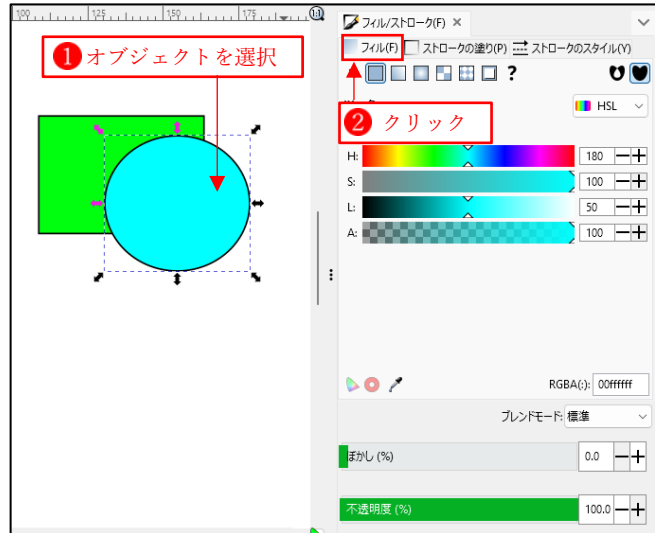 100 125 150 175 1:1
フィル/ストローク(F) ×
フィル(F) ストロークの塗り(P) ストロークのスタイル(Y)
❶ オブジェクトを選択
?
❷ クリック
HSL
H: 180
S: 100
L: 50
A: 100
RGBA(:): 00ffffff
ブレンドモード: 標準
ぼかし (%) 0.0
不透明度 (%) 100.0